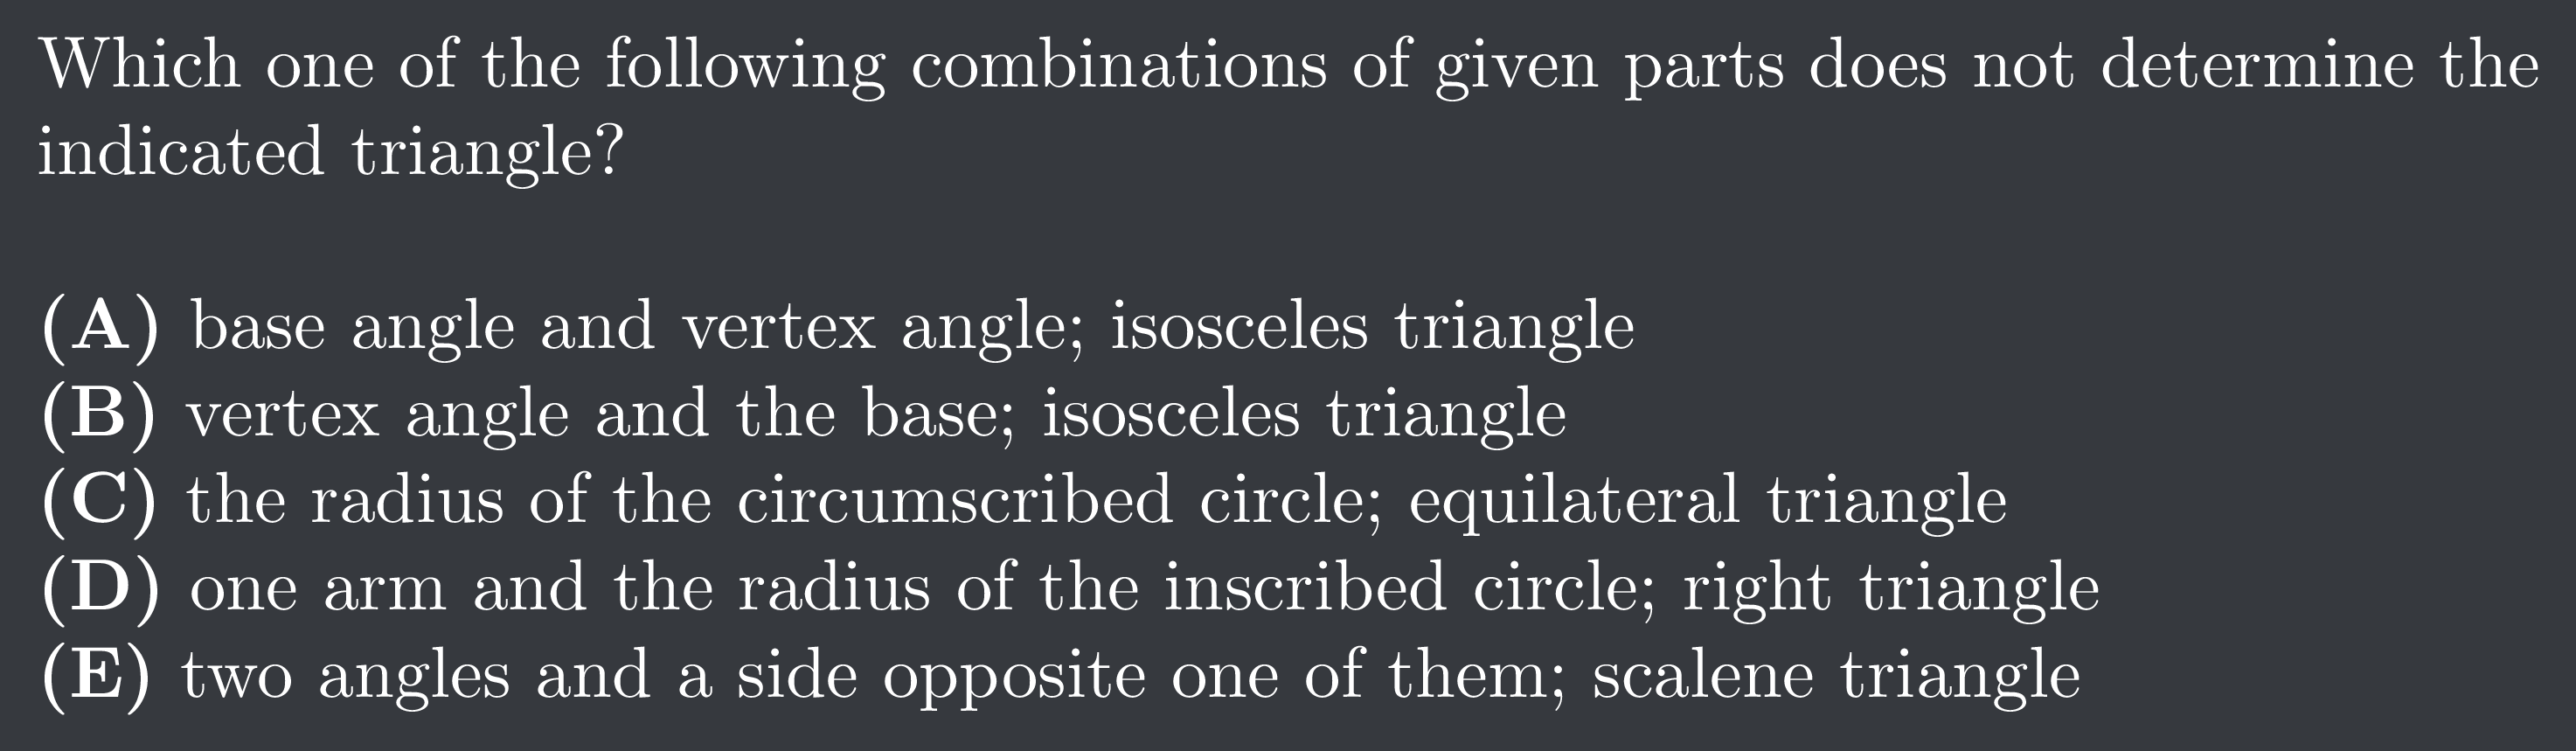 Which one of the following combinations of given parts does not determine the
indicated triangle?
(A) base angle and vertex angle; isosceles triangle
(B) vertex angle and the base; isosceles triangle
(C) the radius of the circumscribed circle; equilateral triangle
(D) one arm and the radius of the inscribed circle; right triangle
(E) two angles and a side opposite one of them; scalene triangle